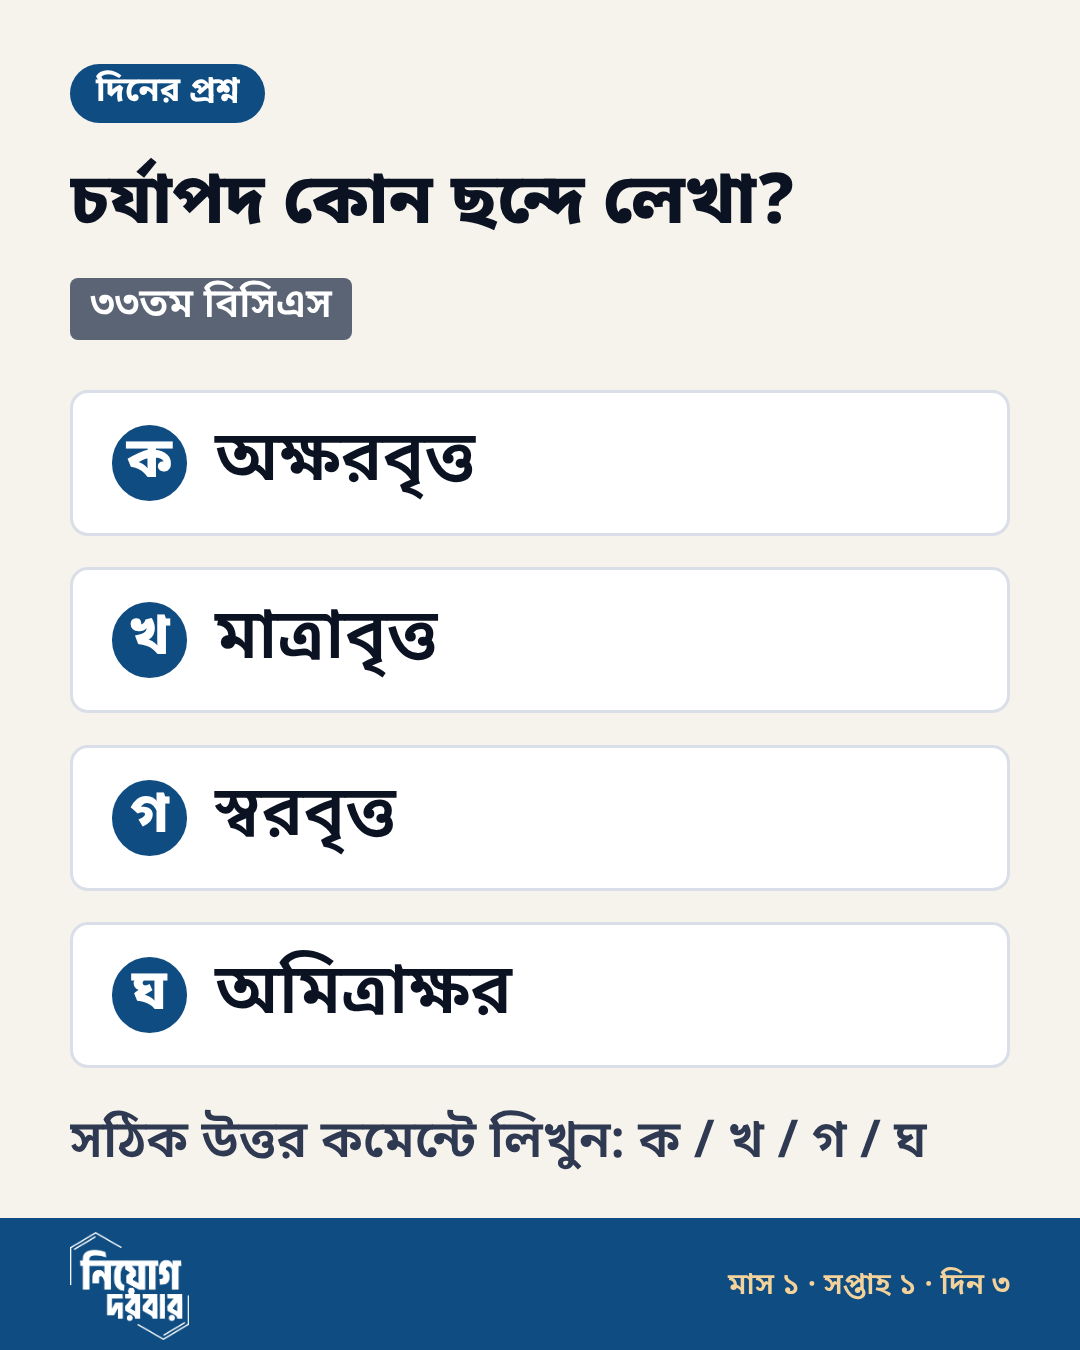 দিনের প্রশ্ন
চর্যাপদ কোন ছন্দে লেখা?
৩৩তম বিসিএস
ক অক্ষরবৃত্ত
খ মাত্রাবৃত্ত
গ স্বরবৃত্ত
ঘ অমিত্রাক্ষর
সঠিক উত্তর কমেন্টে লিখুন: ক / খ / গ / ঘ
নিয়োগ
দরবার
মাস ১ · সপ্তাহ ১ · দিন ৩